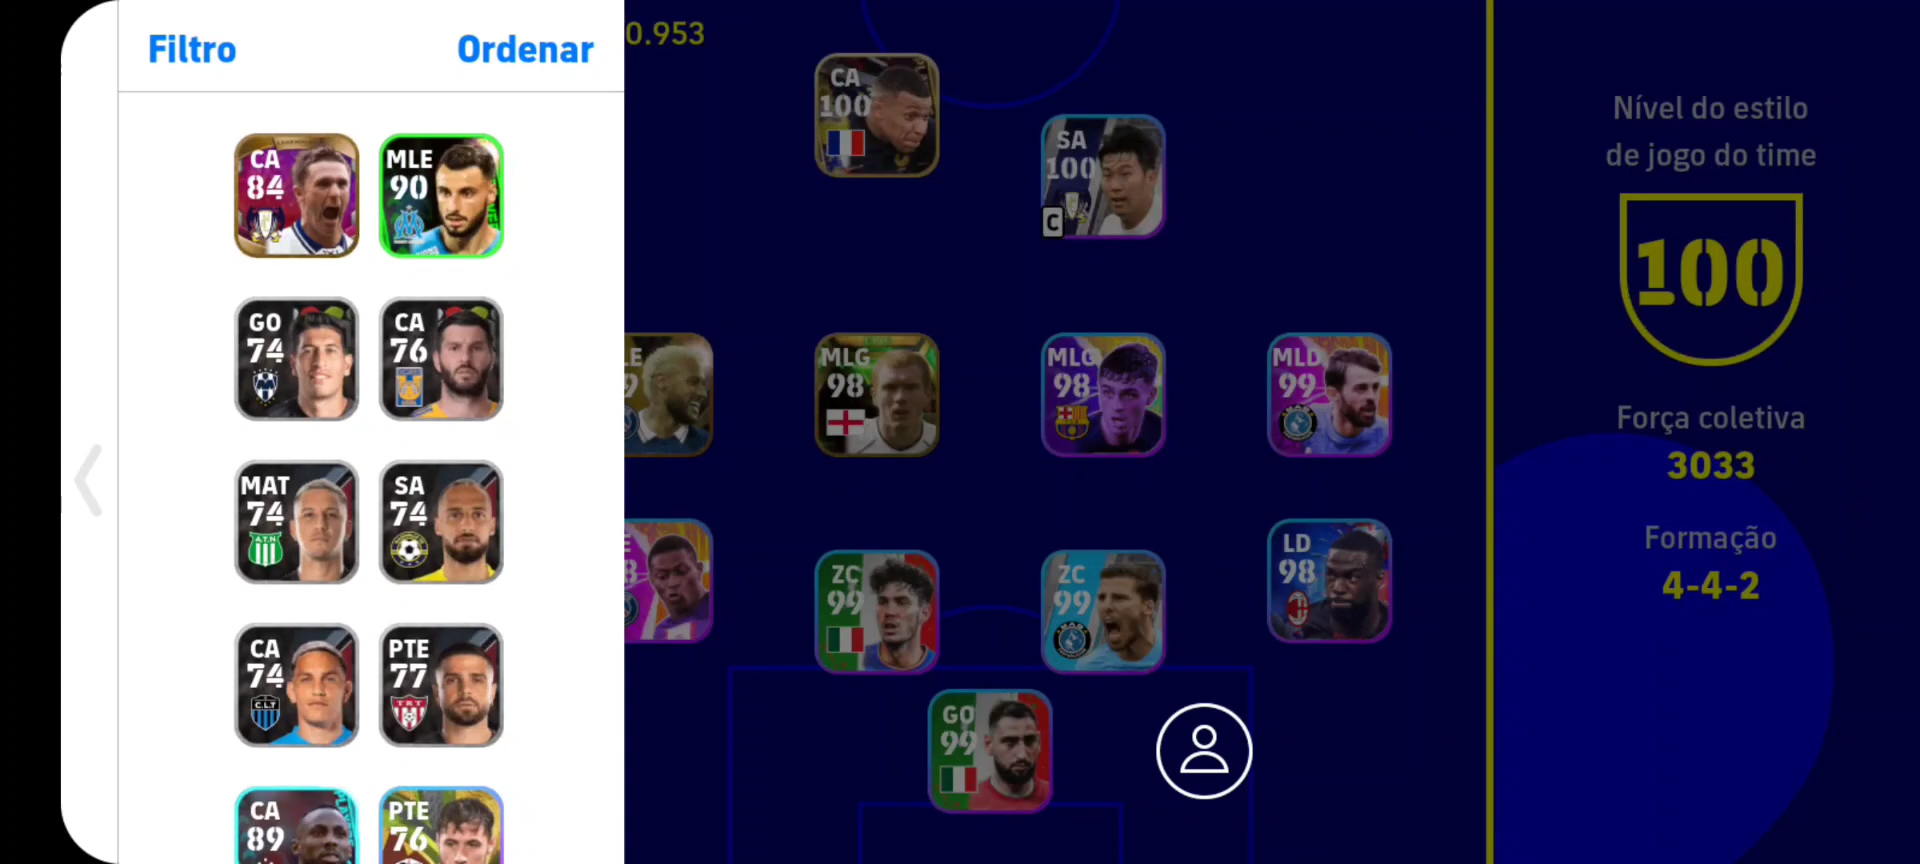 Filtro
Ordenar
0.953
CA
84
MLE
90
GO
74
CA
76
MAT
74
A.T.N
SA
74
CA
74
C.L.T
PTE
77
CA
89
PTE
76
CA
100
SA
100
C
LE
9
MLG
98
MLG
98
MLD
99
E
8
ZC
99
ZC
99
LD
98
GO
99
Nível do estilo
de jogo do time
100
Força coletiva
3033
Formação
4-4-2